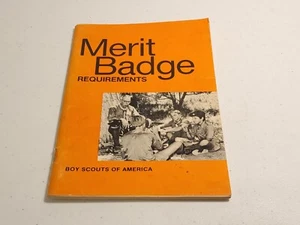 Merit
Badge
REQUIREMENTS
BOY SCOUTS OF AMERICA